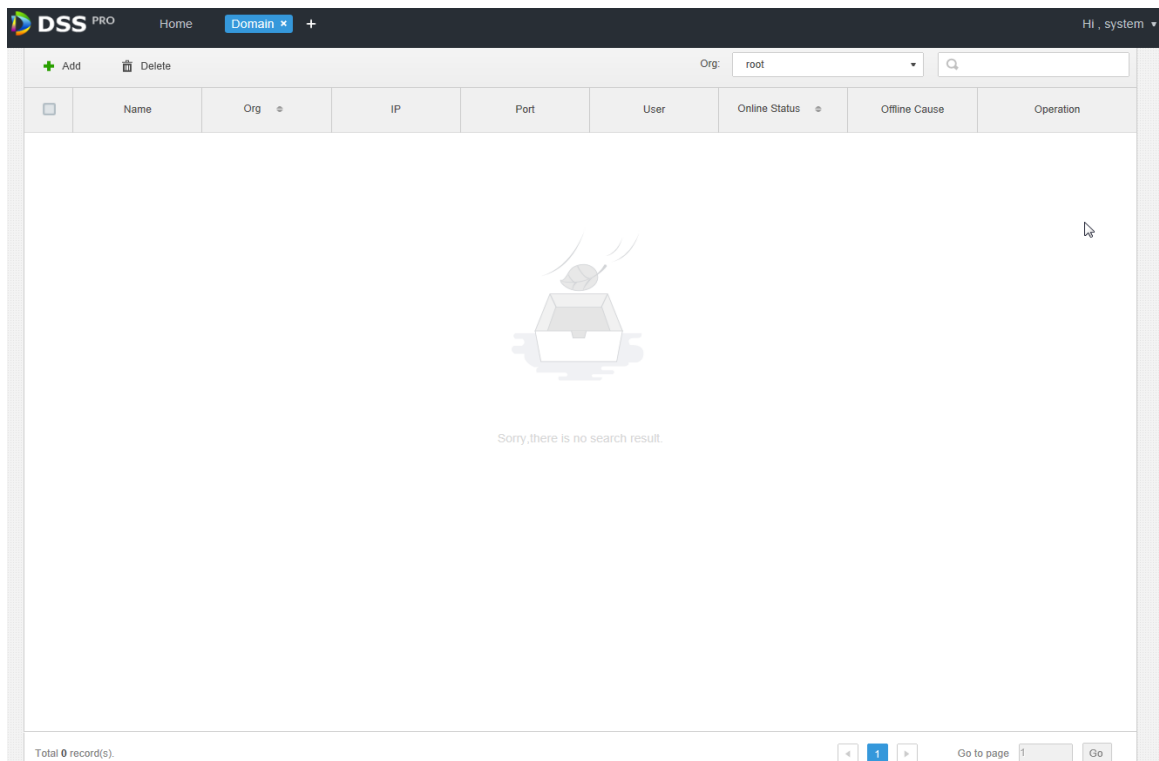 DSS PRO Home Domain × + Hi , system
Add Delete Org: root
Name Org IP Port User Online Status Offline Cause Operation
Sorry,there is no search result.
Total 0 record(s). 1 Go to page 1 Go